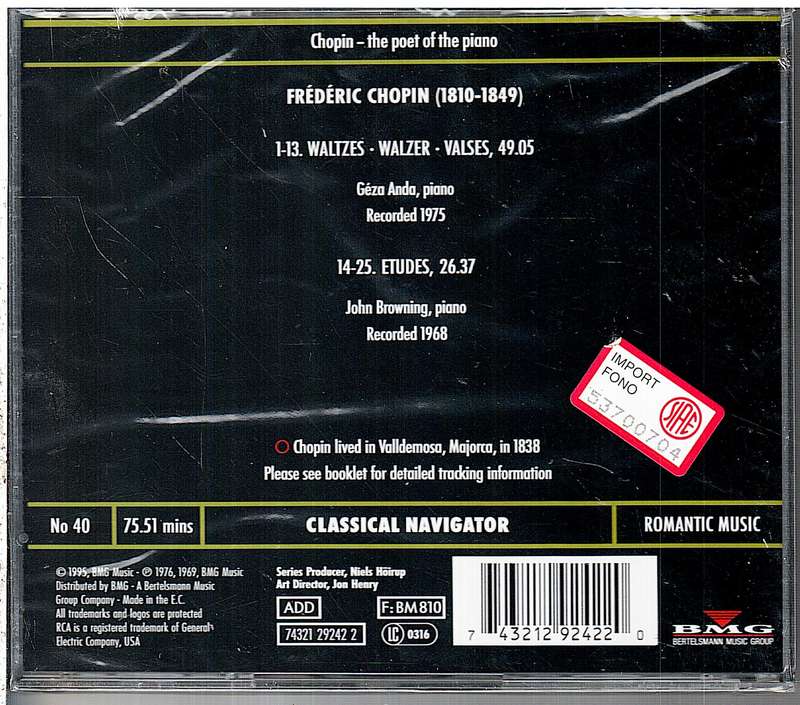 Chopin – the poet of the piano
FRÉDÉRIC CHOPIN (1810-1849)
1-13. WALTZES · WALZER · VALSES, 49.05
Géza Anda, piano
Recorded 1975
14-25. ETUDES, 26.37
John Browning, piano
Recorded 1968
IMPORT
FONO
SIAE
53700704
Chopin lived in Valldemosa, Majorca, in 1838
Please see booklet for detailed tracking information
No 40
75.51 mins
CLASSICAL NAVIGATOR
ROMANTIC MUSIC
© 1995, BMG Music - ℗ 1976, 1969, BMG Music
Distributed by BMG - A Bertelsmann Music
Group Company - Made in the E.C.
All trademarks and logos are protected
RCA is a registered trademark of General
Electric Company, USA
Series Producer, Niels Höirup
Art Director, Jon Henry
ADD
F: BM 810
74321 29242 2
LC 0316
7 43212 92422 0
BMG
BERTELSMANN MUSIC GROUP